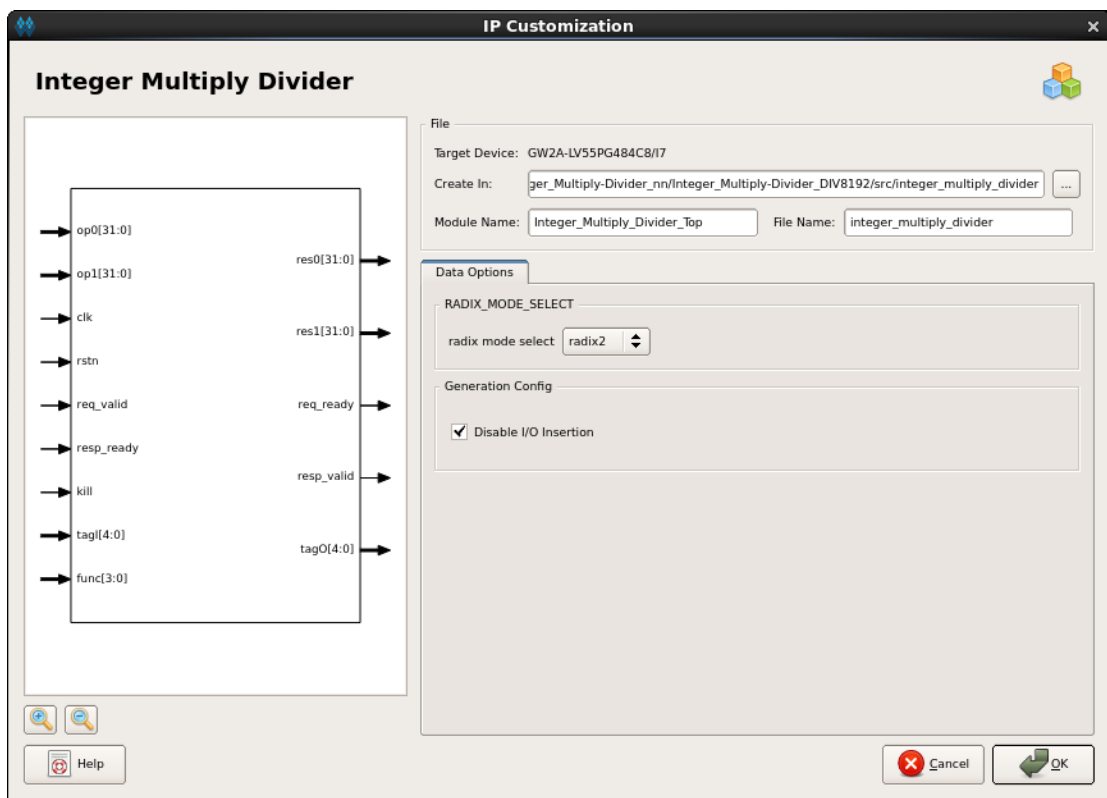 IP Customization
Integer Multiply Divider
op0[31:0]
op1[31:0]
clk
rstn
req_valid
resp_ready
kill
tagI[4:0]
func[3:0]
res0[31:0]
res1[31:0]
req_ready
resp_valid
tagO[4:0]
File
Target Device: GW2A-LV55PG484C8/I7
Create In: ger_Multiply-Divider_nn/Integer_Multiply-Divider_DIV8192/src/integer_multiply_divider ...
Module Name: Integer_Multiply_Divider_Top File Name: integer_multiply_divider
Data Options
RADIX_MODE_SELECT
radix mode select radix2
Generation Config
Disable I/O Insertion
Help
Cancel OK